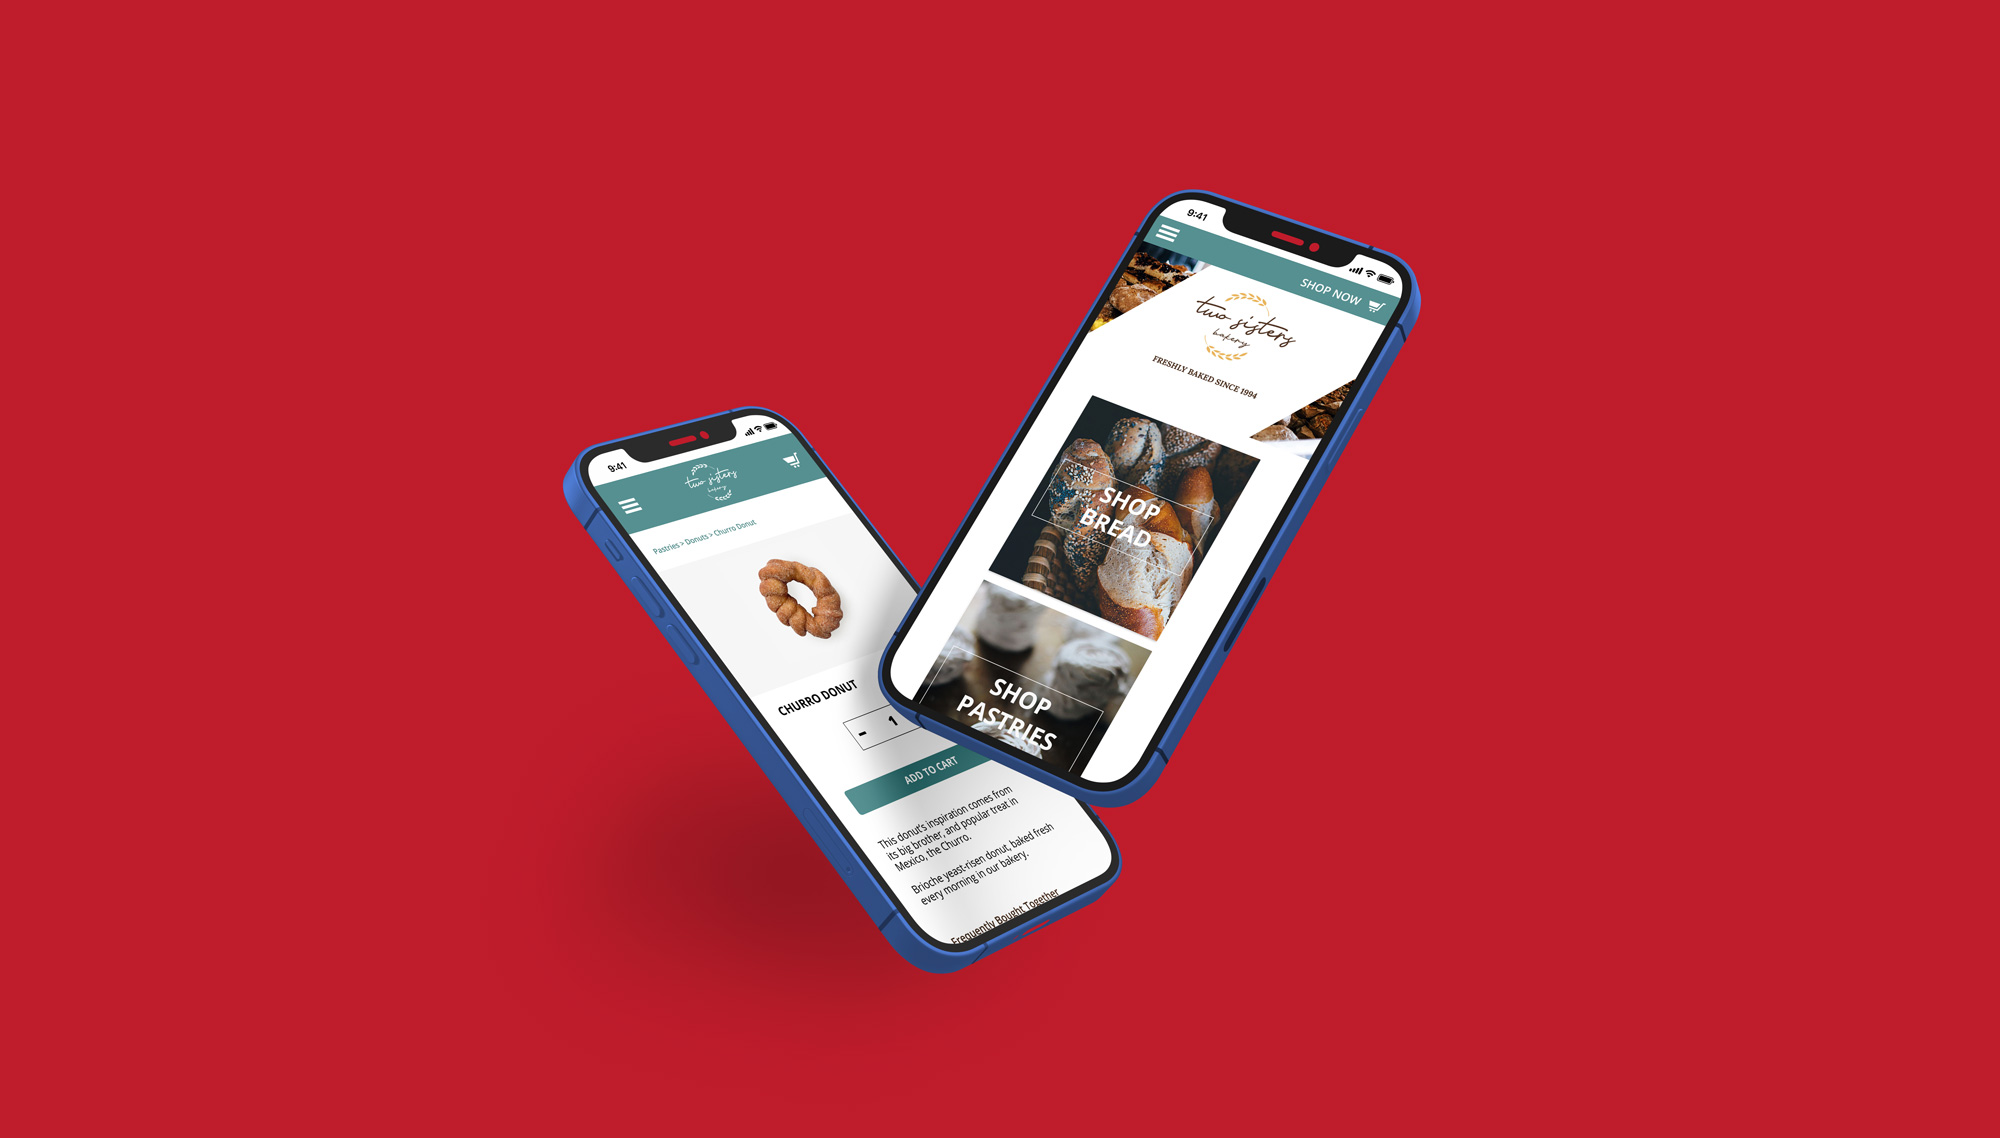 9:41
two sisters
bakery
Pastries > Donuts > Churro Donut
CHURRO DONUT
- 1
ADD TO CART
This donut's inspiration comes from
its big brother, and popular treat in
Mexico, the Churro.
Brioche yeast-risen donut, baked fresh
every morning in our bakery.
Frequently Bought Together
9:41
SHOP NOW
two sisters
bakery
FRESHLY BAKED SINCE 1994
SHOP
BREAD
SHOP
PASTRIES